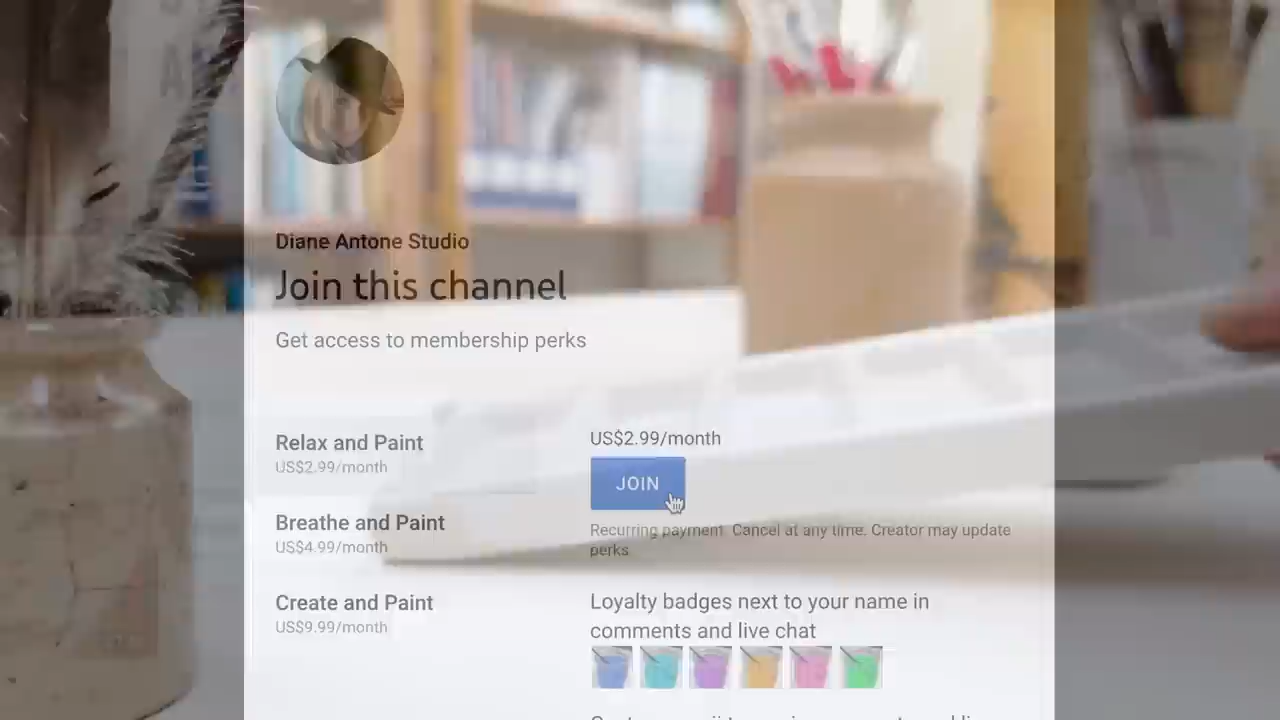 Diane Antone Studio
Join this channel
Get access to membership perks
Relax and Paint
US$2.99/month
Breathe and Paint
US$4.99/month
Create and Paint
US$9.99/month
US$2.99/month
JOIN
Recurring payment. Cancel at any time. Creator may update
perks
Loyalty badges next to your name in
comments and live chat